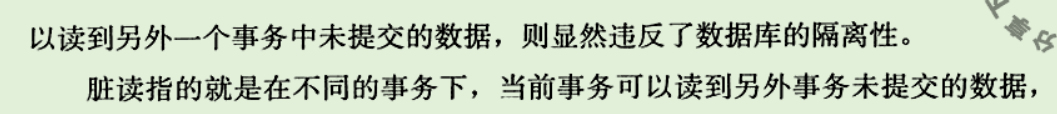 以读到另外一个事务中未提交的数据，则显然违反了数据库的隔离性。
脏读指的就是在不同的事务下，当前事务可以读到另外事务未提交的数据，